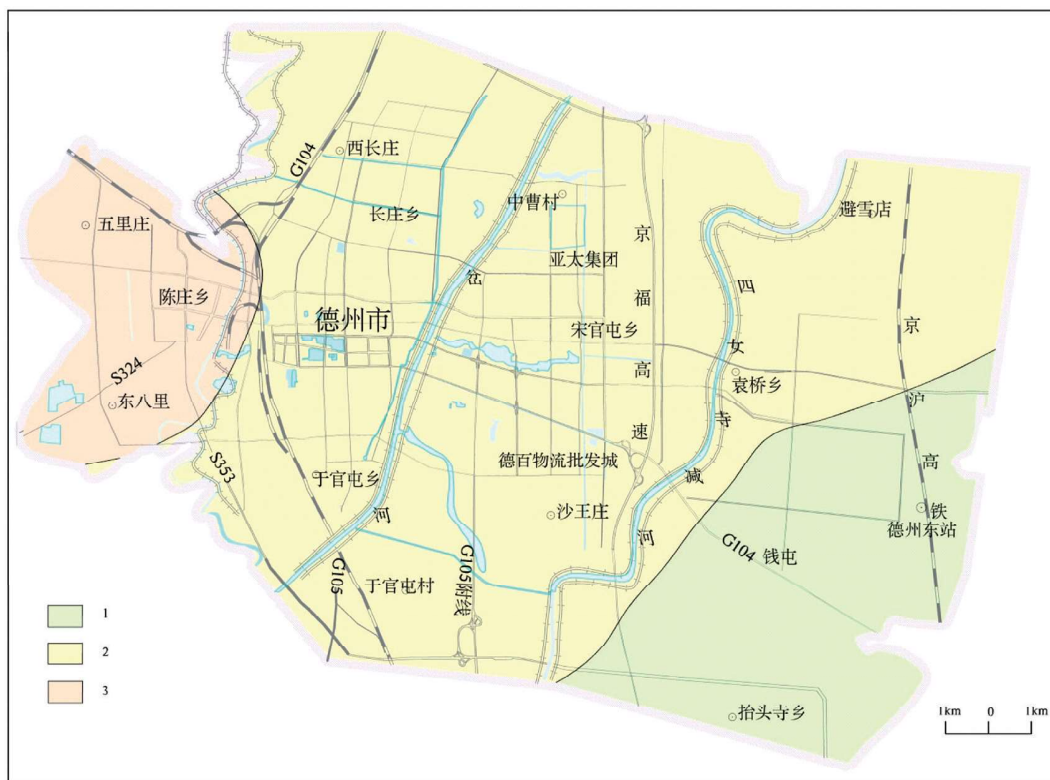 G104
西长庄
长庄乡
中曹村
避雪店
五里庄
京福高速
亚太集团
岔河
四女寺减河
陈庄乡
德州市
宋官屯乡
京沪高铁
袁桥乡
S324
东八里
S353
于官屯乡
德百物流批发城
沙王庄
德州东站
G104
钱屯
G105
于官屯村
G105附线
抬头寺乡
1
2
3
1km 0 1km